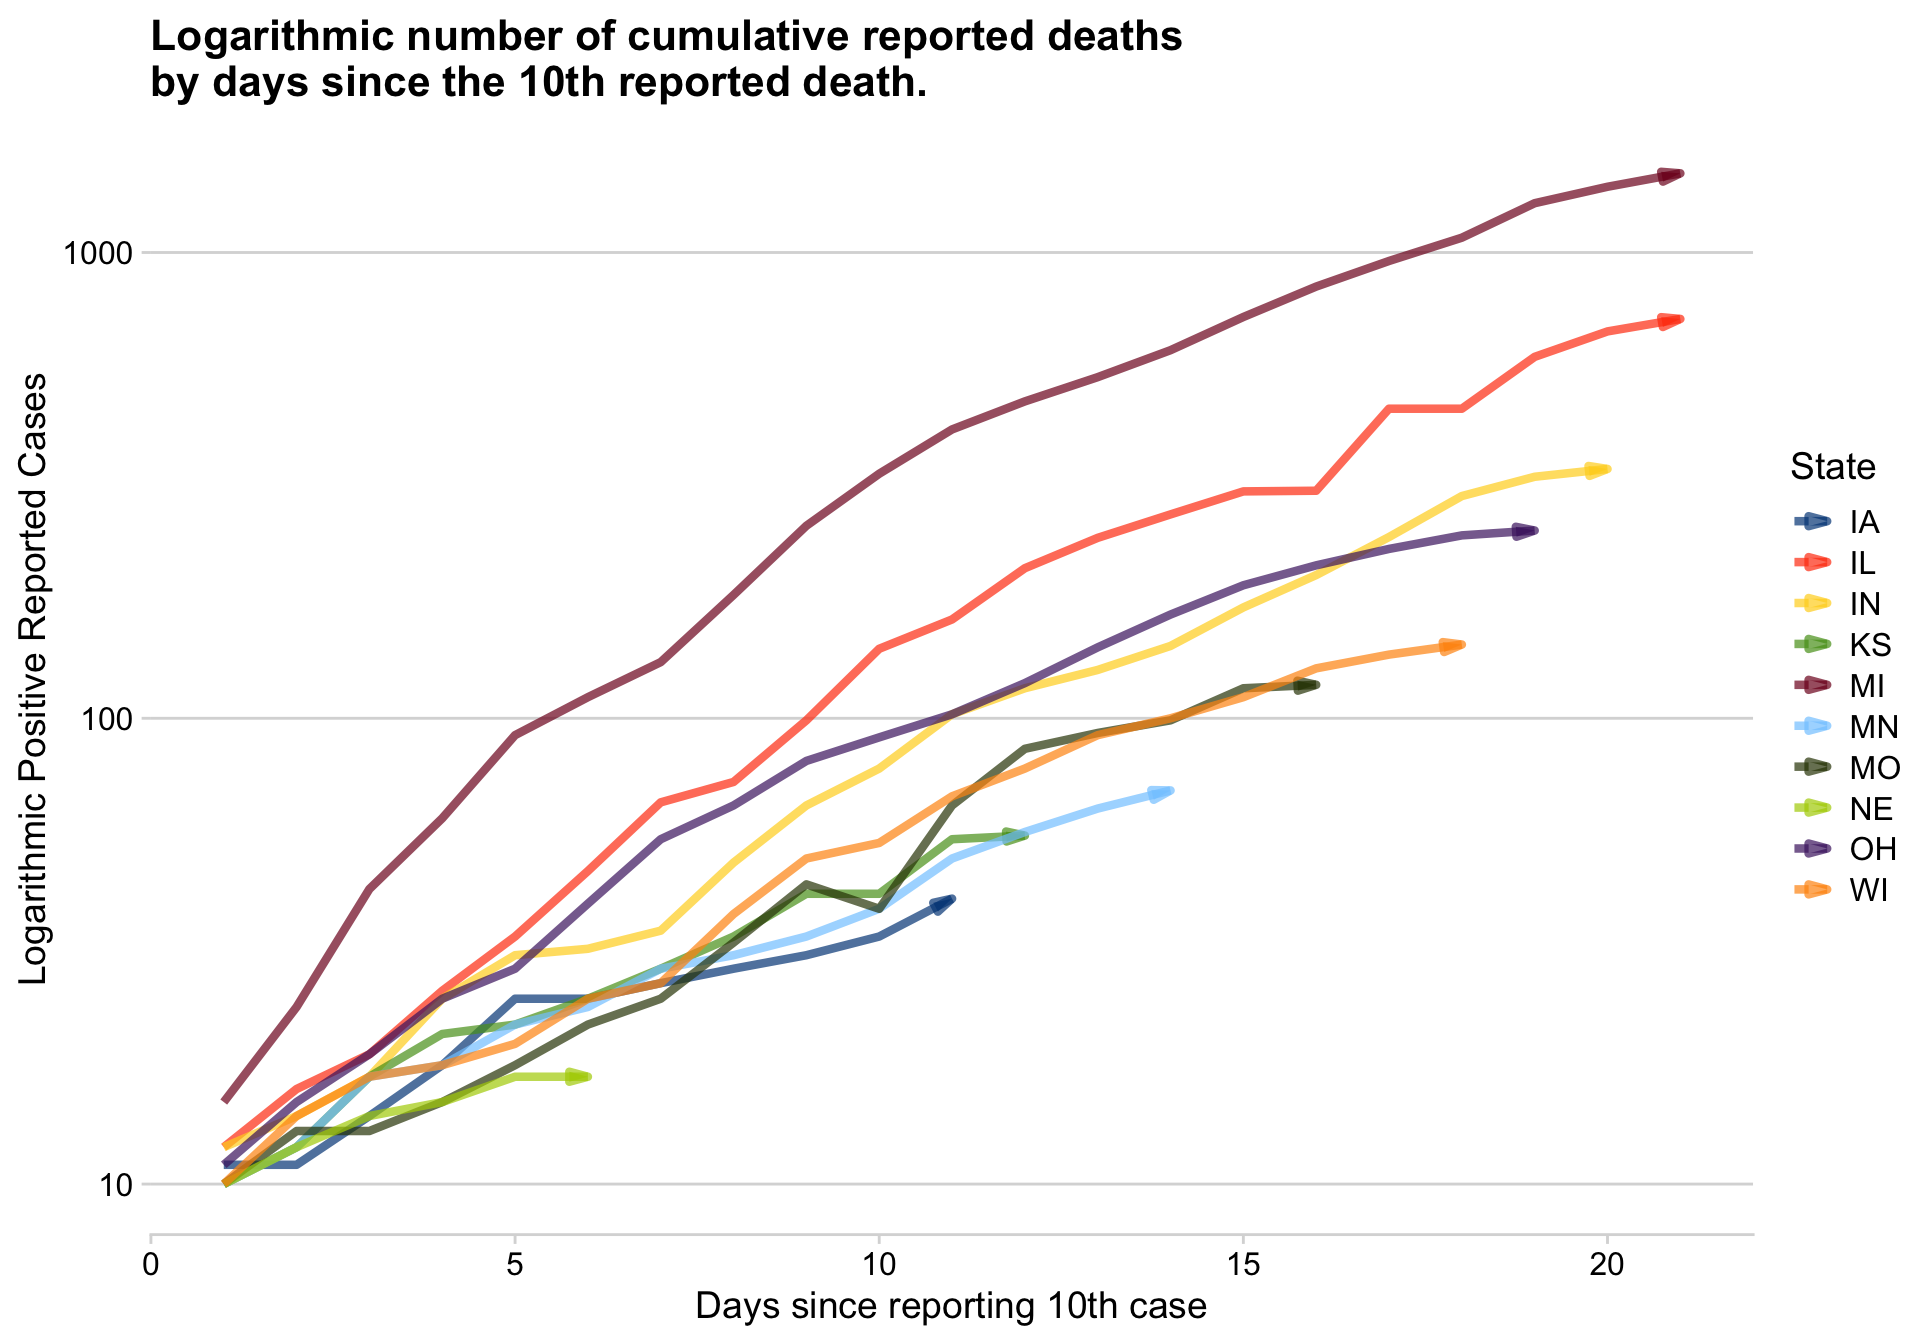 Logarithmic number of cumulative reported deaths
by days since the 10th reported death.
Logarithmic Positive Reported Cases
1000
100
10
0
5
10
15
20
Days since reporting 10th case
State
IA
IL
IN
KS
MI
MN
MO
NE
OH
WI